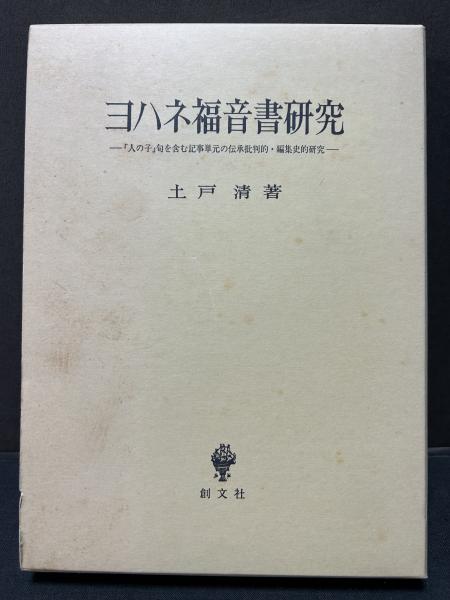 ヨハネ福音書研究
―『人の子』句を含む記事単元の伝承批判的・編集史的研究―
土戸 清 著
創文社